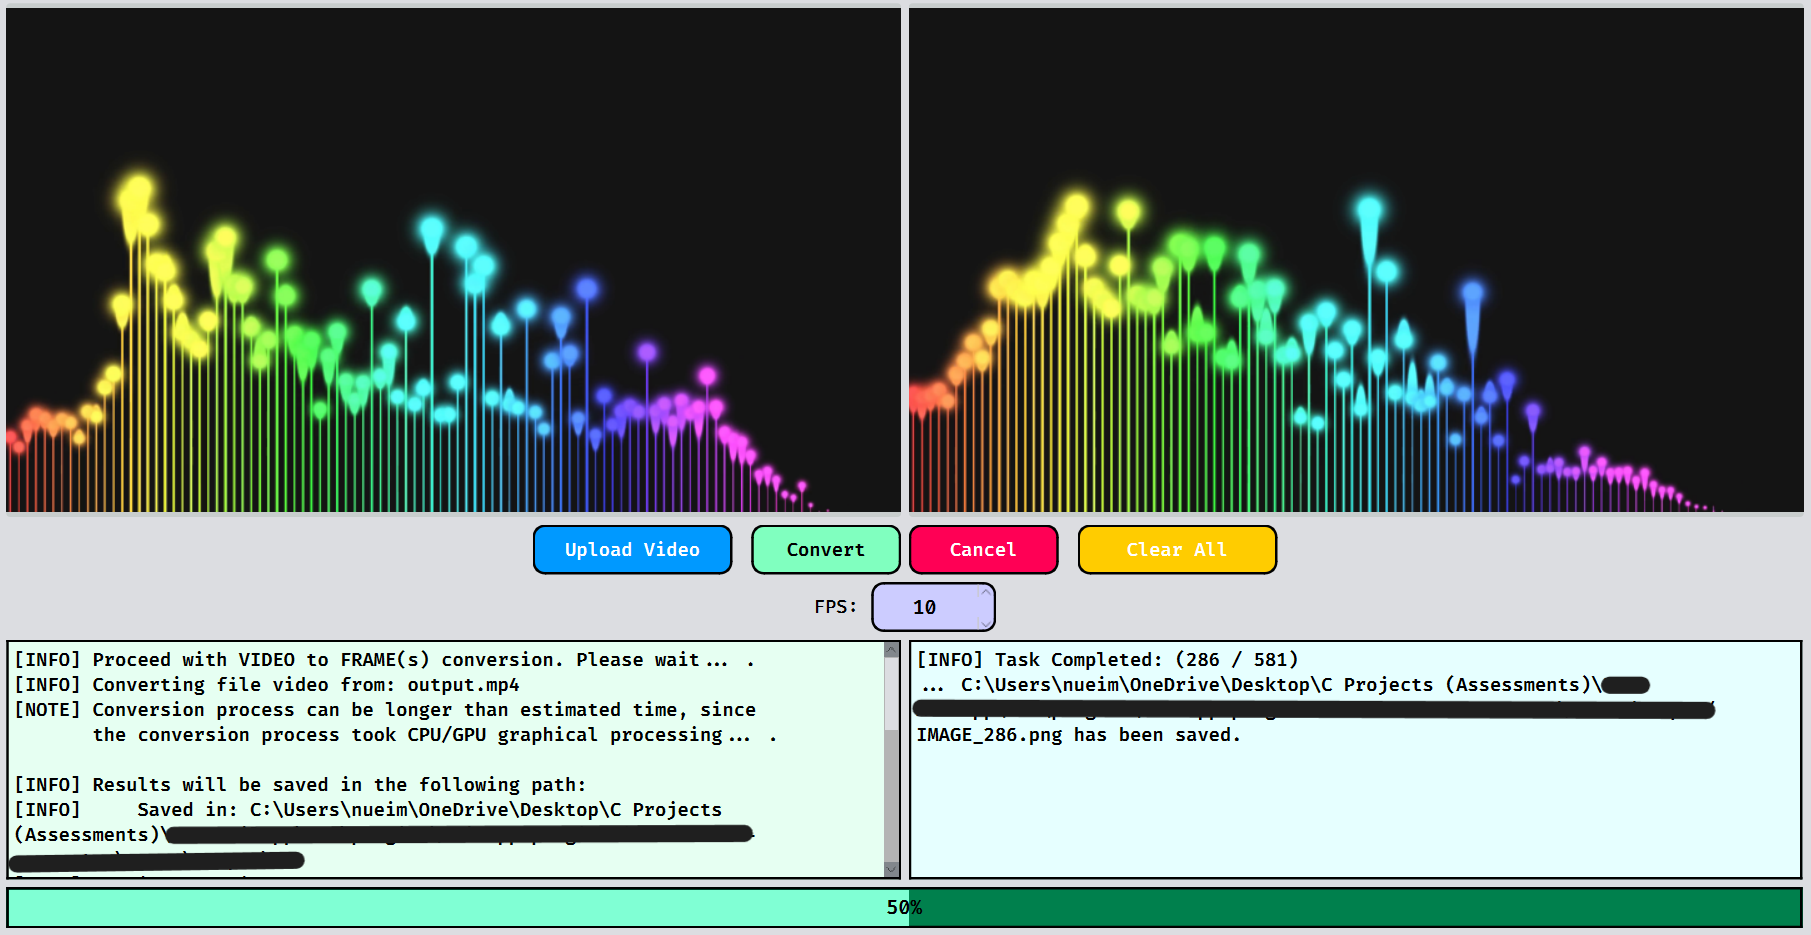 Upload Video
Convert
Cancel
Clear All
FPS: 10
[INFO] Proceed with VIDEO to FRAME(s) conversion. Please wait... .
[INFO] Converting file video from: output.mp4
[NOTE] Conversion process can be longer than estimated time, since
the conversion process took CPU/GPU graphical processing... .
[INFO] Results will be saved in the following path:
[INFO] Saved in: C:\Users\nueim\OneDrive\Desktop\C Projects
(Assessments)\
[INFO] Task Completed: (286 / 581)
... C:\Users\nueim\OneDrive\Desktop\C Projects (Assessments)\
IMAGE_286.png has been saved.
50%